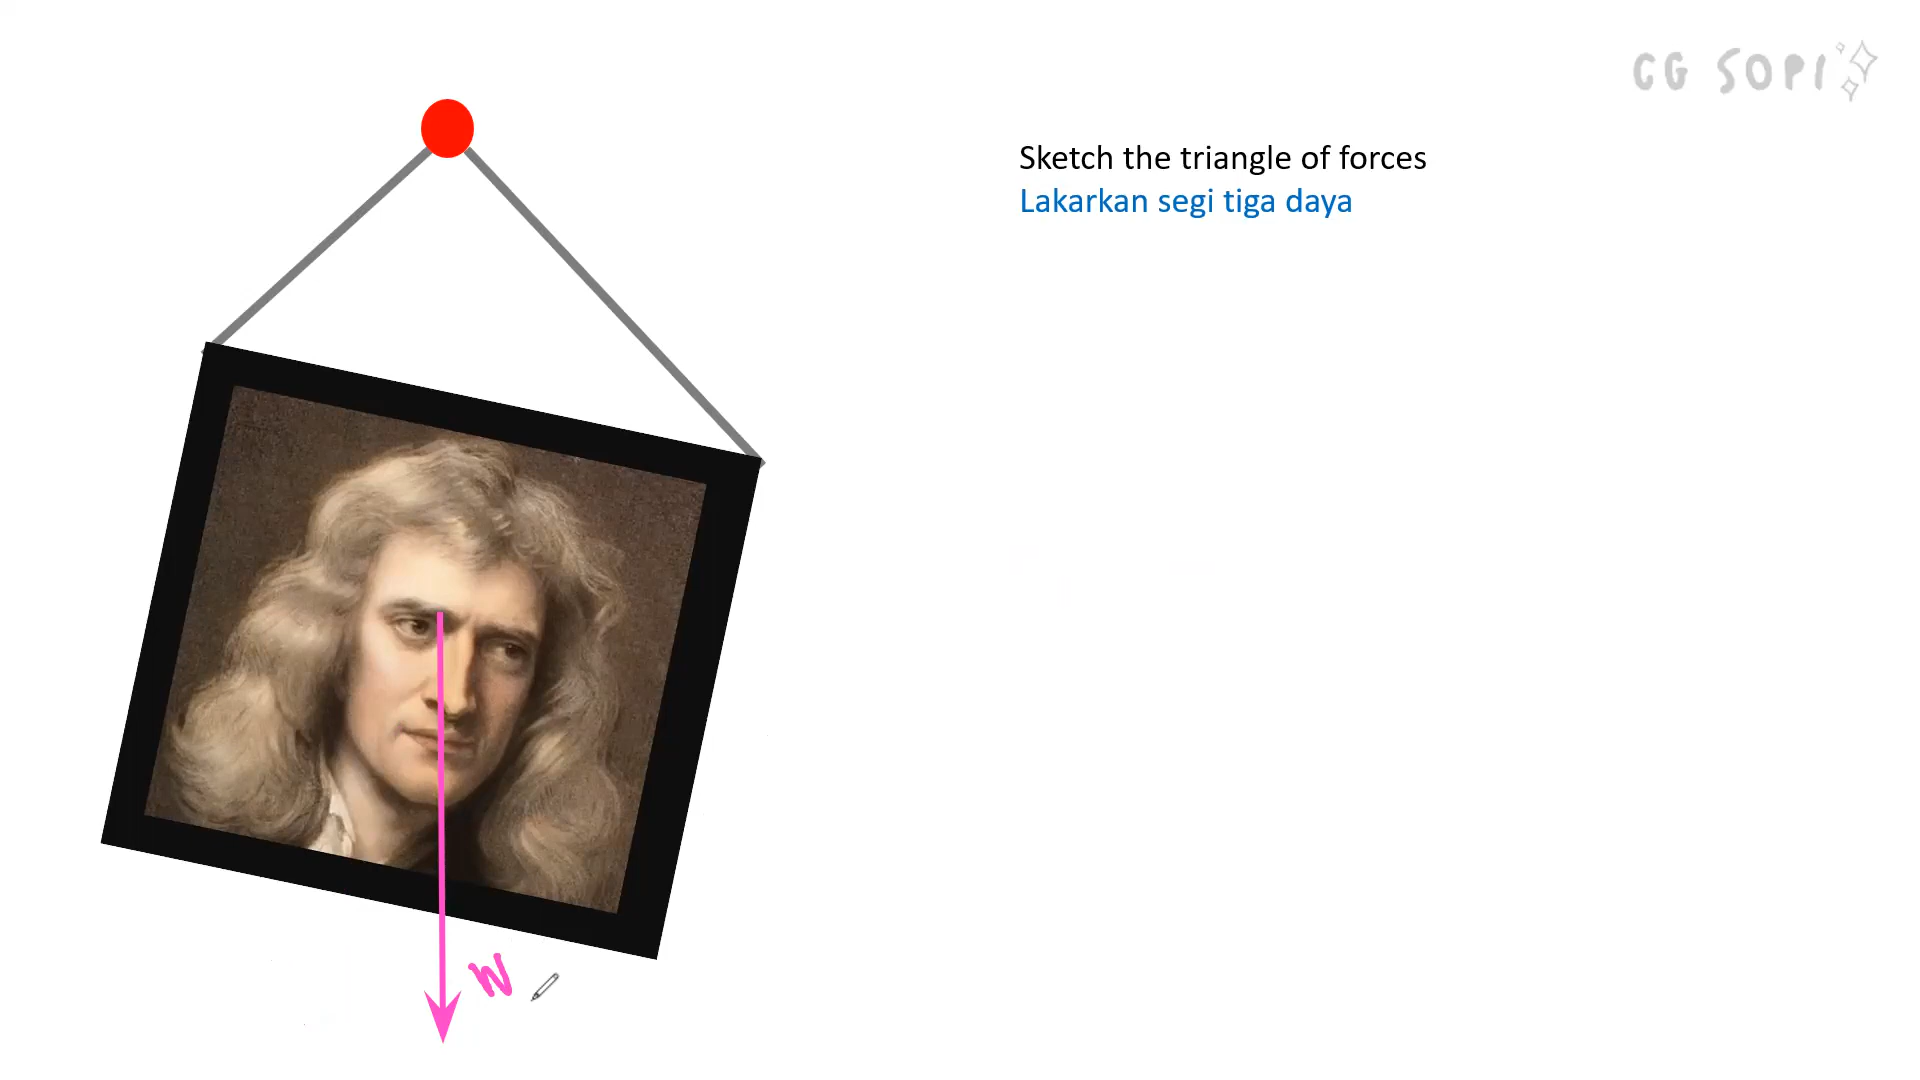 CG SOPI
Sketch the triangle of forces
Lakarkan segi tiga daya
W